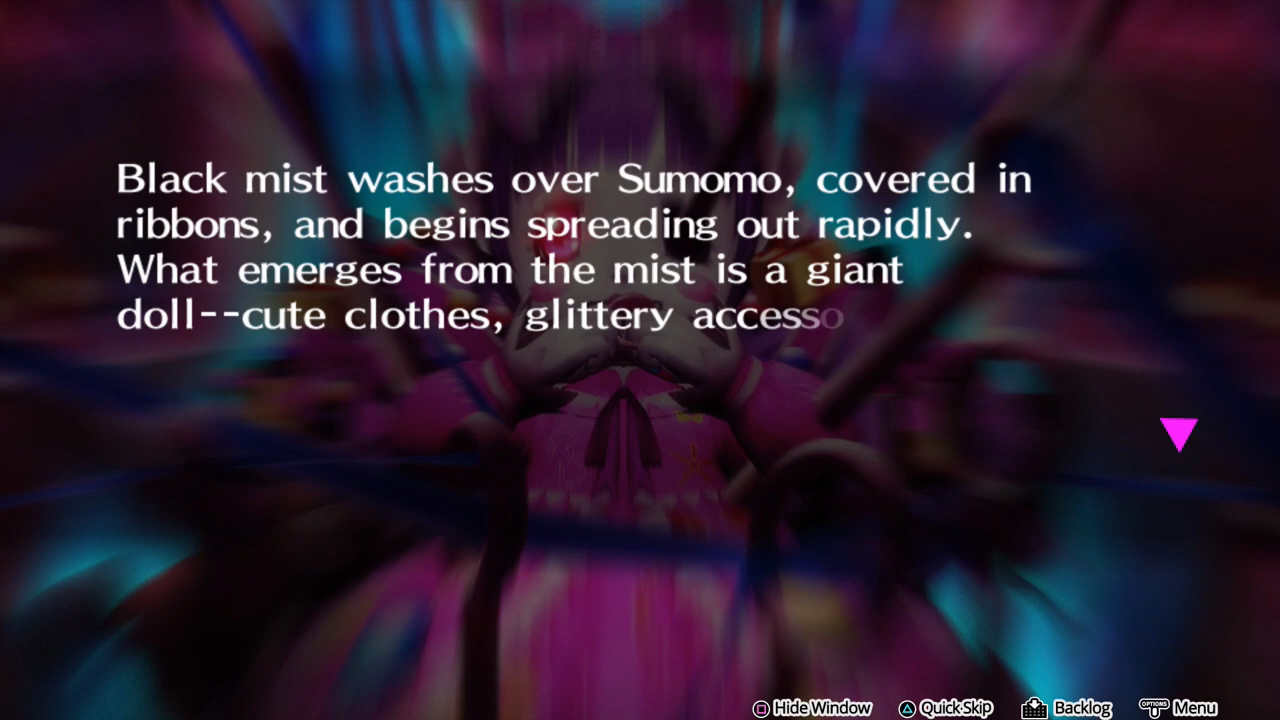 Black mist washes over Sumomo, covered in
ribbons, and begins spreading out rapidly.
What emerges from the mist is a giant
doll--cute clothes, glittery accesso
Hide Window
Quick Skip
Backlog
OPTIONS
Menu